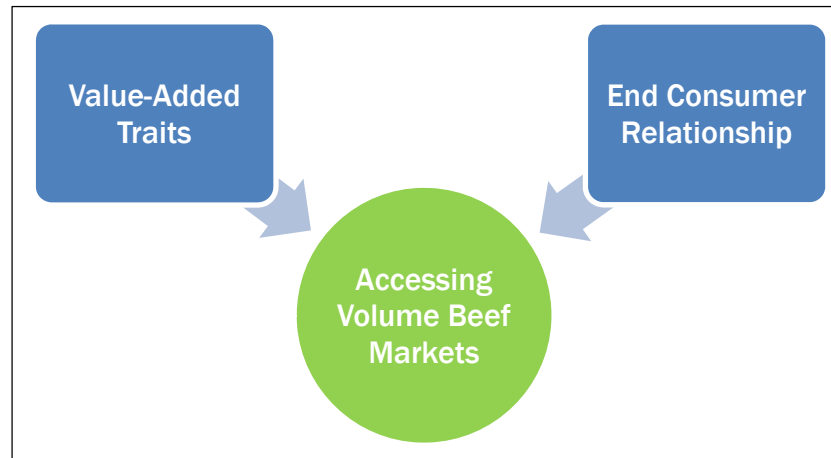 Value-Added
Traits
End Consumer
Relationship
Accessing
Volume Beef
Markets